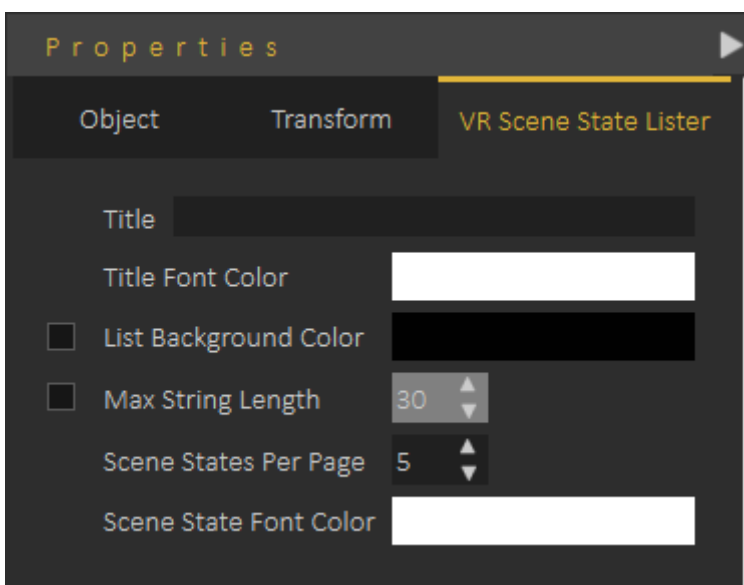 Properties
Object Transform VR Scene State Lister
Title
Title Font Color
List Background Color
Max String Length 30
Scene States Per Page 5
Scene State Font Color